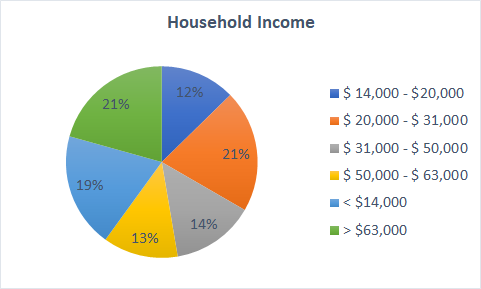 Household Income
12%
21%
14%
13%
19%
21%
$ 14,000 - $20,000
$ 20,000 - $ 31,000
$ 31,000 - $ 50,000
$ 50,000 - $ 63,000
< $14,000
> $63,000